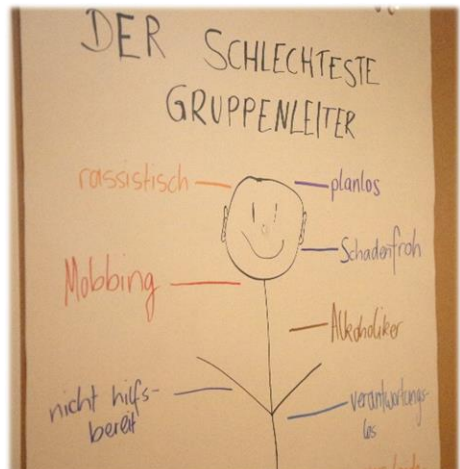 DER SCHLECHTESTE
GRUPPENLEITER
rassistisch
planlos
Schadenfroh
Mobbing
Alkoholiker
nicht hilfs-
bereit
verantwortungs-
los